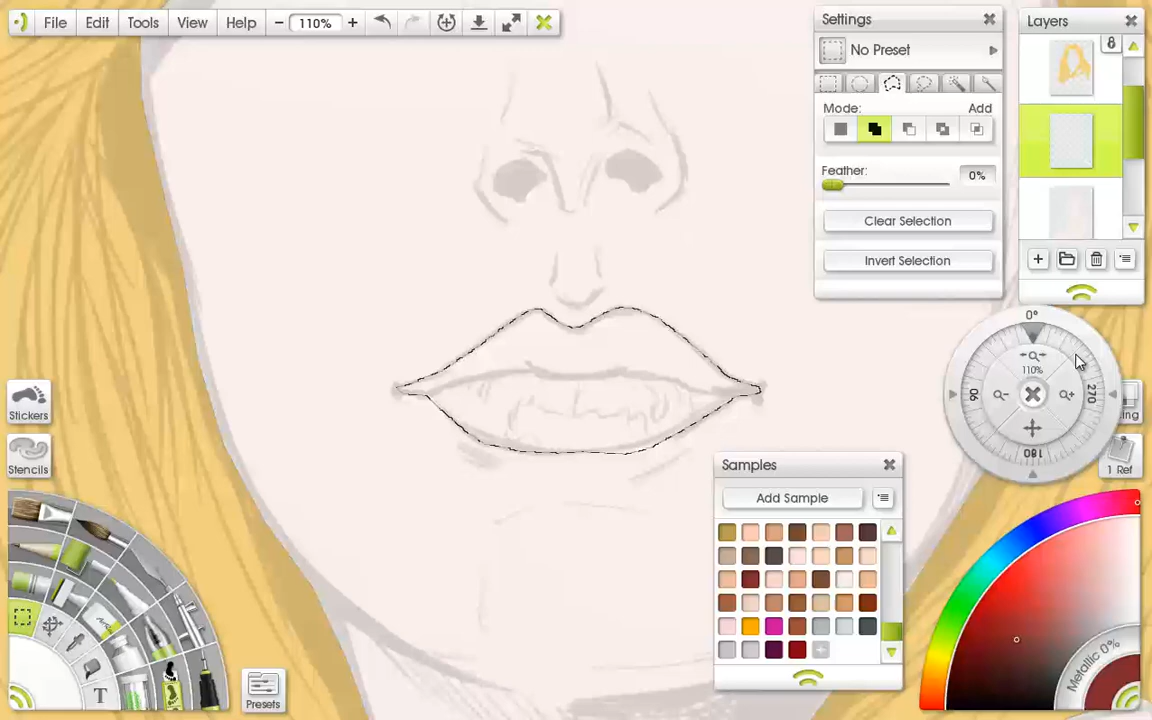 File Edit Tools View Help − 110% +
Settings
No Preset
Mode: Add
Feather:
0%
Clear Selection
Invert Selection
Layers
0°
110%
90
270
180
ing
1 Ref
Stickers
Stencils
Samples
Add Sample
Metallic 0%
T
Presets